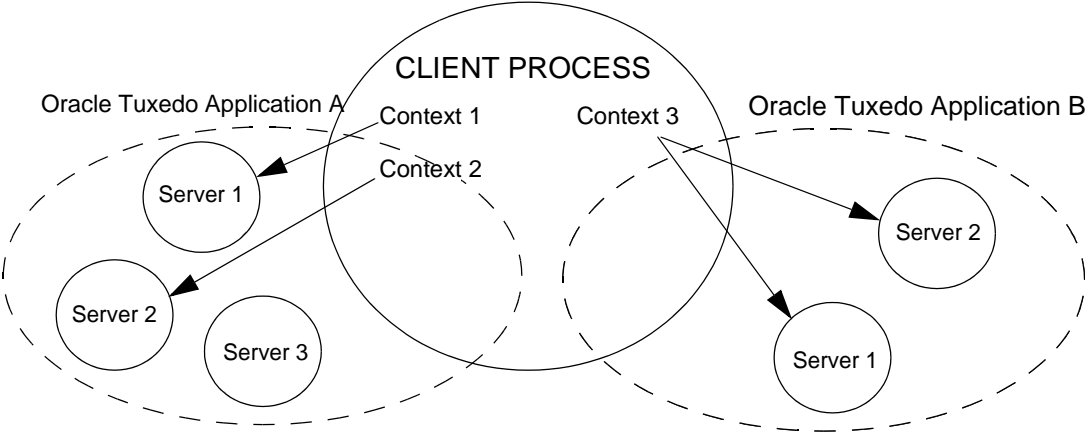 CLIENT PROCESS
Oracle Tuxedo Application A
Context 1
Context 3
Oracle Tuxedo Application B
Context 2
Server 1
Server 2
Server 2
Server 3
Server 1